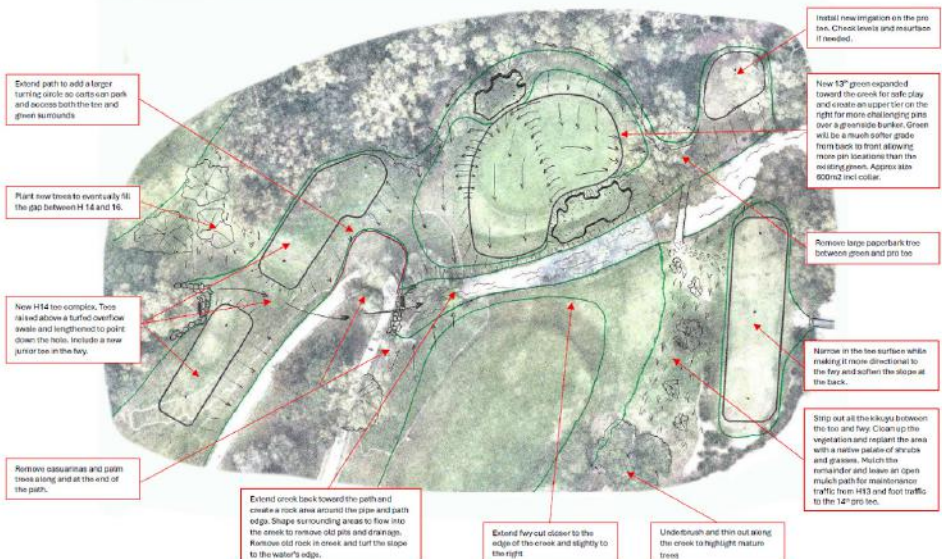 Install new irrigation on the pro
tee. Check levels and resurface
if needed.
Extend path to add a larger
turning circle so carts can park
and access both the tee and
green surrounds
New 13th green expanded
toward the creek for safe play
and create an upper tier on the
right for more challenging pins
over a greenside bunker. Green
will be a much softer grade
from back to front allowing
more pin locations than the
existing green. Approx size
600m2 incl collar.
Plant new trees to eventually fill
the gap between H 14 and 16.
Remove large paperbark tree
between green and pro tee
New H14 tee complex. Tees
raised above a turfed overflow
swale and lengthened to point
down the hole. Include a new
junior tee in the fwy.
Narrow in the tee surface while
making it more directional to
the fwy and soften the slope at
the back.
Strip out all the kikuyu between
the tee and fwy. Clean up the
vegetation and replant the area
with a native palate of shrubs
and grasses. Mulch the
remainder and leave an open
mulch path for maintenance
traffic from H13 and foot traffic
to the 14th pro tee.
Remove casuarinas and palm
trees along and at the end of
the path.
Extend creek back toward the path and
create a rock area around the pipe and path
edge. Shape surrounding areas to flow into
the creek to remove old pits and drainage.
Remove old rock in creek and turf the slope
to the water's edge.
Extend fwy cut closer to the
edge of the creek and slightly to
the right
Underbrush and thin out along
the creek to highlight mature
trees